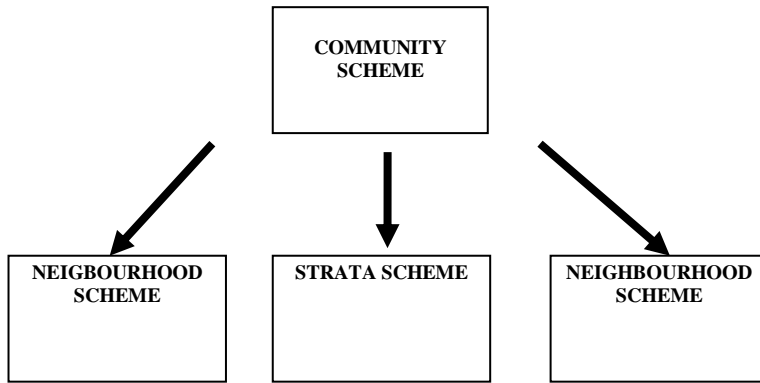 COMMUNITY
SCHEME
NEIGBOURHOOD
SCHEME
STRATA SCHEME
NEIGHBOURHOOD
SCHEME